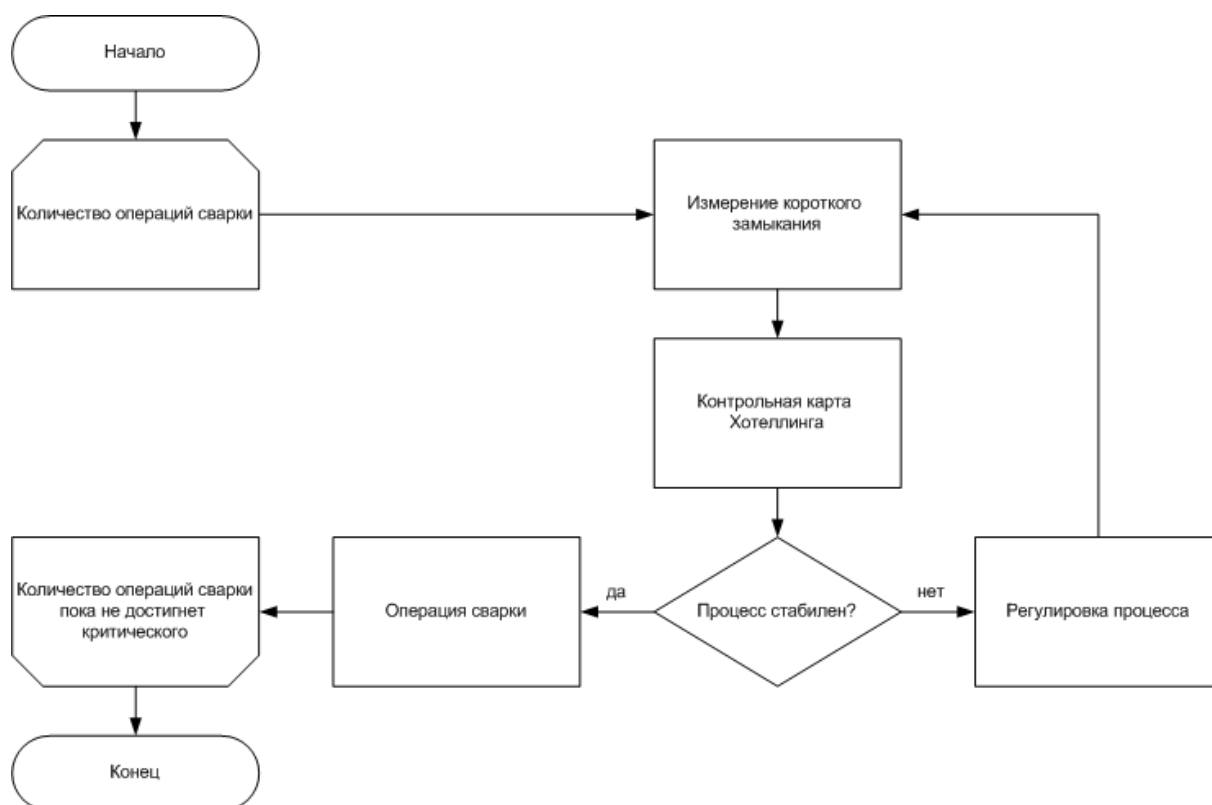 Начало
Количество операций сварки
Измерение короткого
замыкания
Контрольная карта
Хотеллинга
Количество операций сварки
пока не достигнет
критического
Операция сварки
да
Процесс стабилен?
нет
Регулировка процесса
Конец